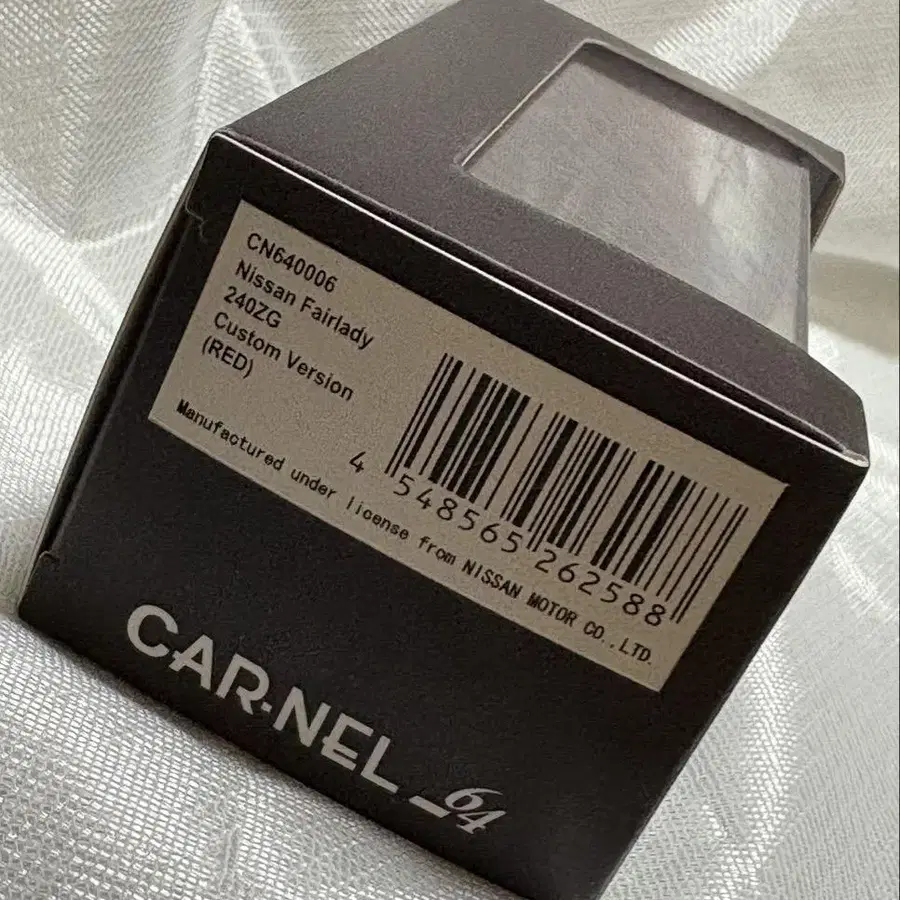 CN640006
Nissan Fairlady
240ZG
Custom Version
(RED)
4 548565 262588
Manufactured under license from NISSAN MOTOR CO.,LTD.
CAR-NEL_64